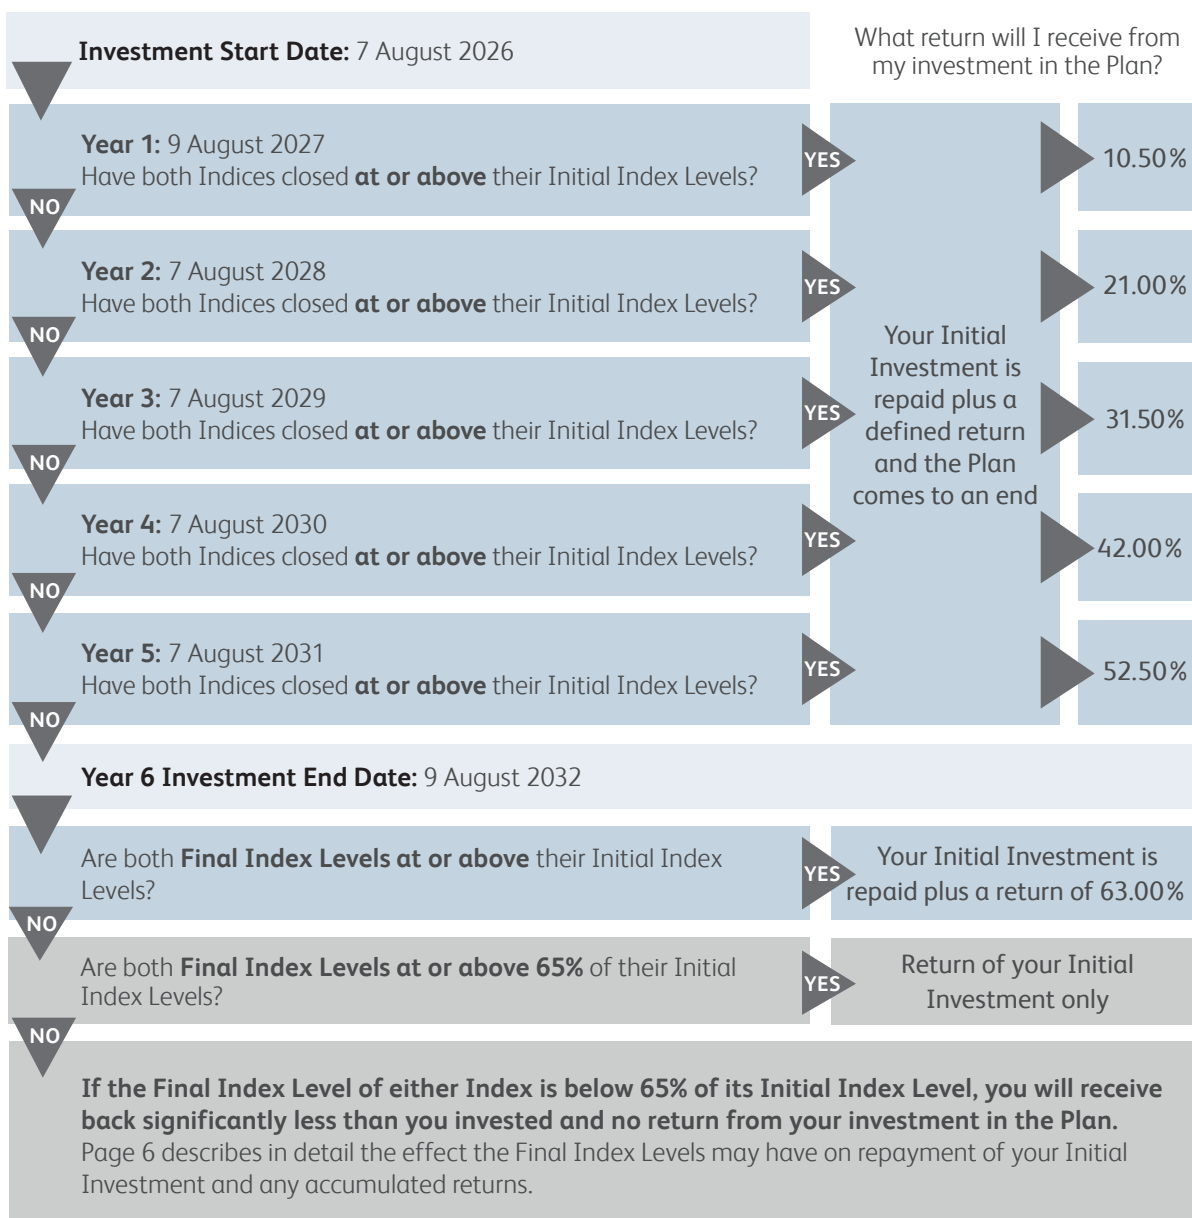 Investment Start Date: 7 August 2026
What return will I receive from
my investment in the Plan?
Year 1: 9 August 2027
Have both Indices closed at or above their Initial Index Levels?
YES
10.50%
NO
Year 2: 7 August 2028
Have both Indices closed at or above their Initial Index Levels?
YES
21.00%
NO
Year 3: 7 August 2029
Have both Indices closed at or above their Initial Index Levels?
YES
31.50%
NO
Year 4: 7 August 2030
Have both Indices closed at or above their Initial Index Levels?
YES
42.00%
NO
Year 5: 7 August 2031
Have both Indices closed at or above their Initial Index Levels?
YES
52.50%
NO
Your Initial
Investment is
repaid plus a
defined return
and the Plan
comes to an end
Year 6 Investment End Date: 9 August 2032
Are both Final Index Levels at or above their Initial Index
Levels?
YES
Your Initial Investment is
repaid plus a return of 63.00%
NO
Are both Final Index Levels at or above 65% of their Initial
Index Levels?
YES
Return of your Initial
Investment only
NO
If the Final Index Level of either Index is below 65% of its Initial Index Level, you will receive
back significantly less than you invested and no return from your investment in the Plan.
Page 6 describes in detail the effect the Final Index Levels may have on repayment of your Initial
Investment and any accumulated returns.